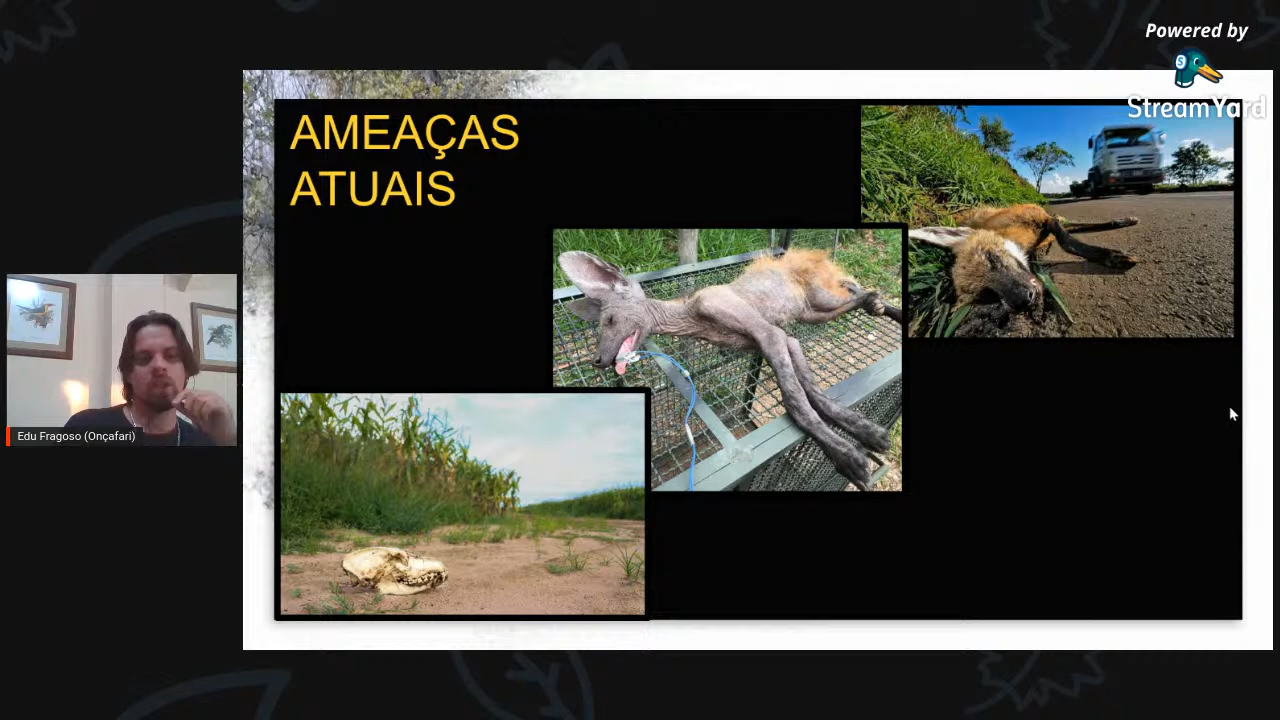 Powered by
StreamYard
AMEAÇAS
ATUAIS
Edu Fragoso (Onçafari)